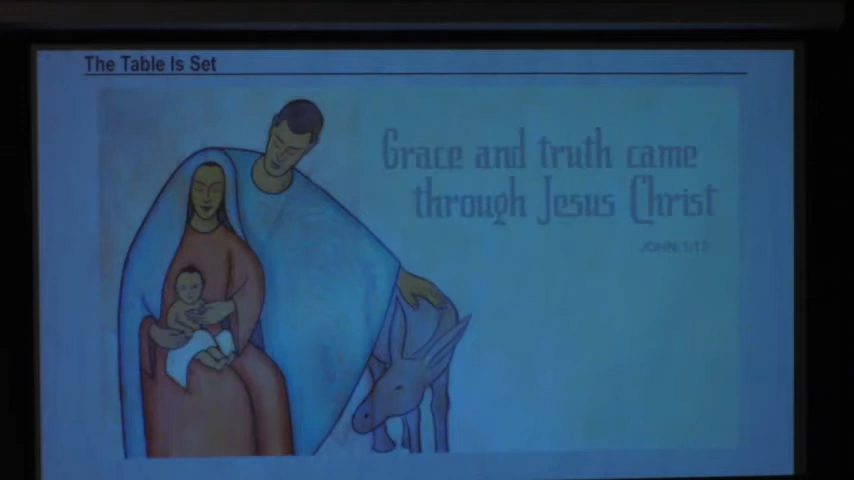 The Table Is Set
Grace and truth came
through Jesus Christ
JOHN 1:17